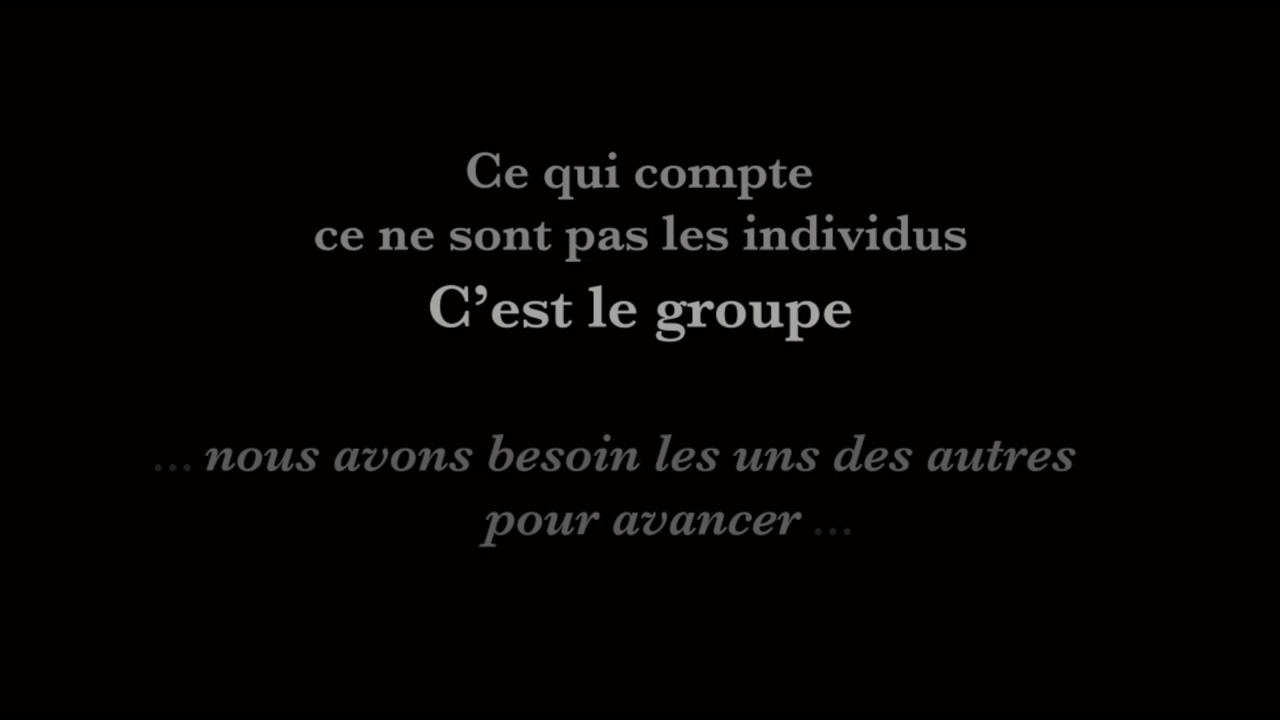 Ce qui compte
ce ne sont pas les individus
C’est le groupe
... nous avons besoin les uns des autres
pour avancer ...